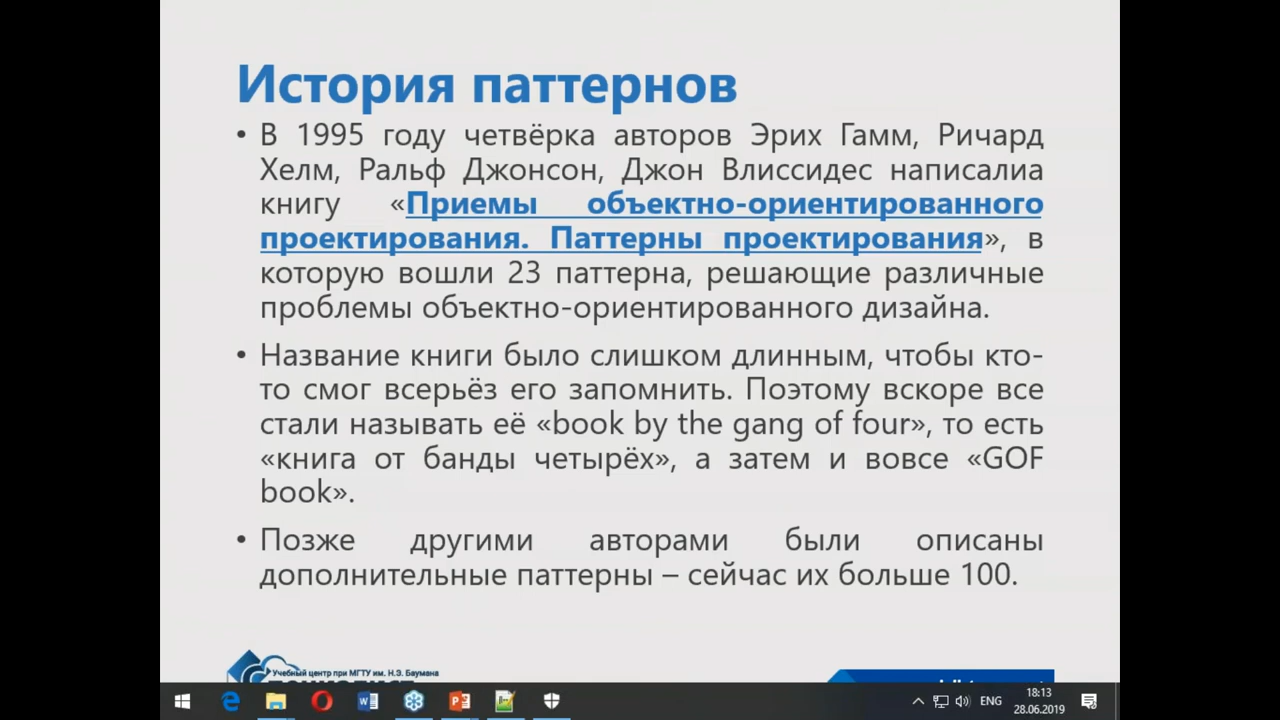 История паттернов
• В 1995 году четвёрка авторов Эрих Гамм, Ричард
Хелм, Ральф Джонсон, Джон Влиссидес написалиа
книгу «Приемы объектно-ориентированного
проектирования. Паттерны проектирования», в
которую вошли 23 паттерна, решающие различные
проблемы объектно-ориентированного дизайна.
• Название книги было слишком длинным, чтобы кто-
то смог всерьёз его запомнить. Поэтому вскоре все
стали называть её «book by the gang of four», то есть
«книга от банды четырёх», а затем и вовсе «GOF
book».
• Позже другими авторами были описаны
дополнительные паттерны – сейчас их больше 100.
Учебный центр при МГТУ им. Н.Э. Баумана
ENG
18:13
28.06.2019